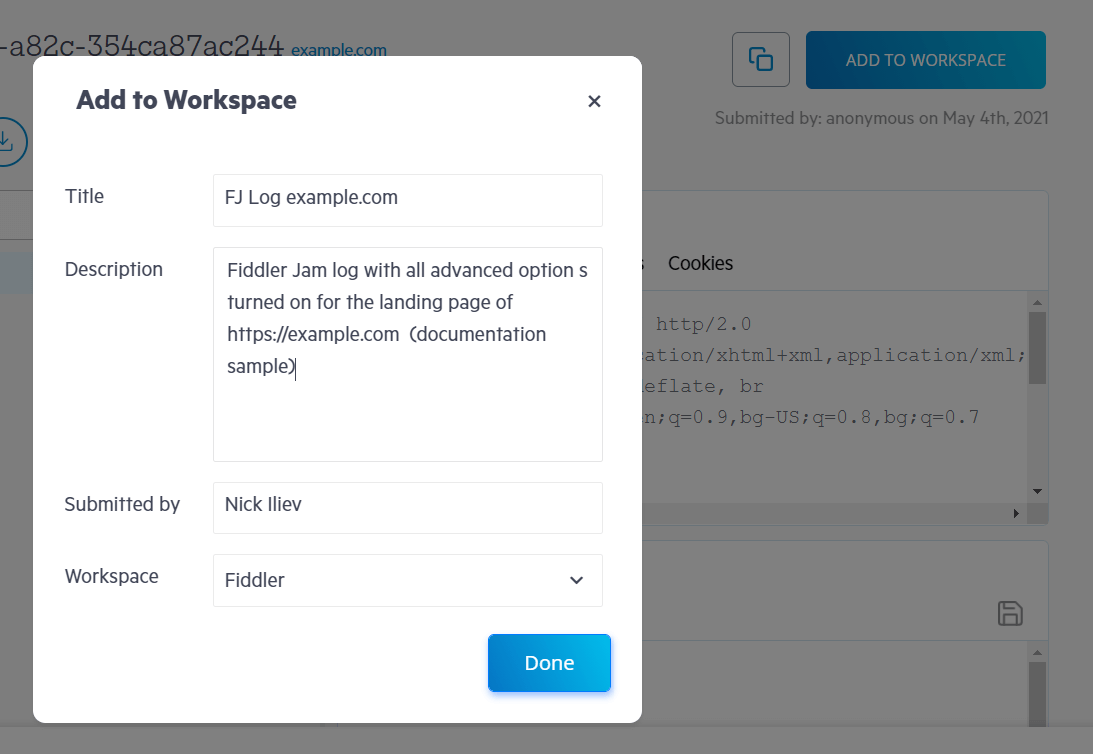 -a82c-354ca87ac244 example.com
ADD TO WORKSPACE
Submitted by: anonymous on May 4th, 2021
Add to Workspace
×
Title
FJ Log example.com
Description
Fiddler Jam log with all advanced option s
turned on for the landing page of
https://example.com  (documentation
sample)
Submitted by
Nick Iliev
Workspace
Fiddler
Done
Cookies
http/2.0
ation/xhtml+xml,application/xml;
eflate, br
n;q=0.9,bg-US;q=0.8,bg;q=0.7